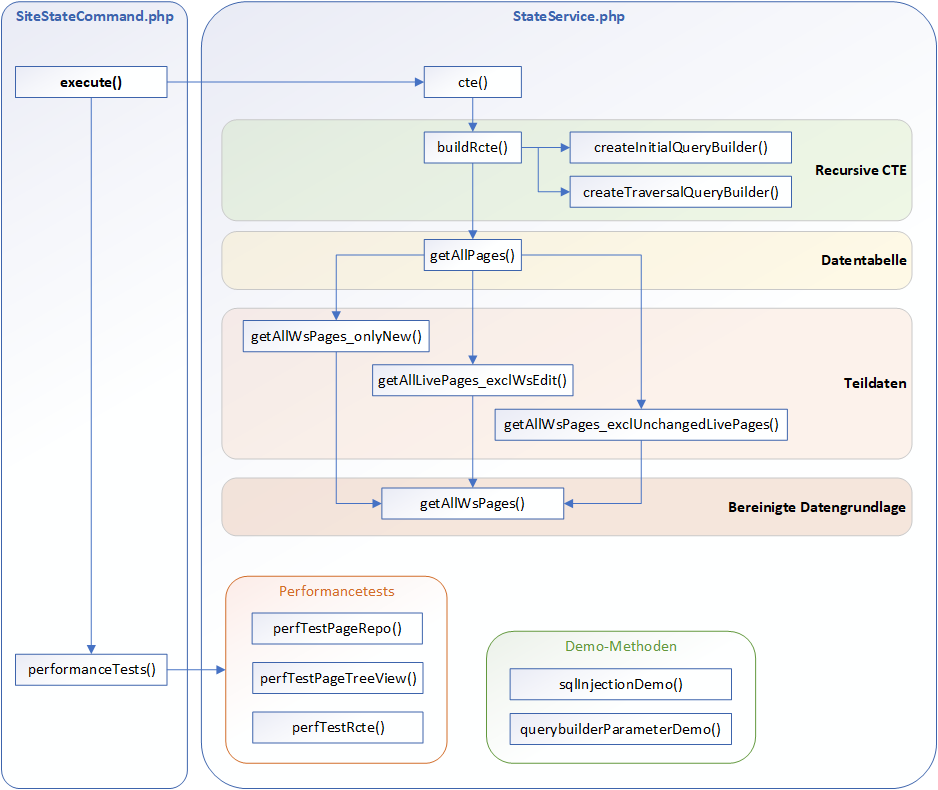 SiteStateCommand.php
StateService.php
execute()
cte()
buildRcte()
createInitialQueryBuilder()
createTraversalQueryBuilder()
Recursive CTE
getAllPages()
Datentabelle
getAllWsPages_onlyNew()
getAllLivePages_exclWsEdit()
getAllWsPages_exclUnchangedLivePages()
Teildaten
getAllWsPages()
Bereinigte Datengrundlage
performanceTests()
Performancetests
perfTestPageRepo()
perfTestPageTreeView()
perfTestRcte()
Demo-Methoden
sqlInjectionDemo()
querybuilderParameterDemo()